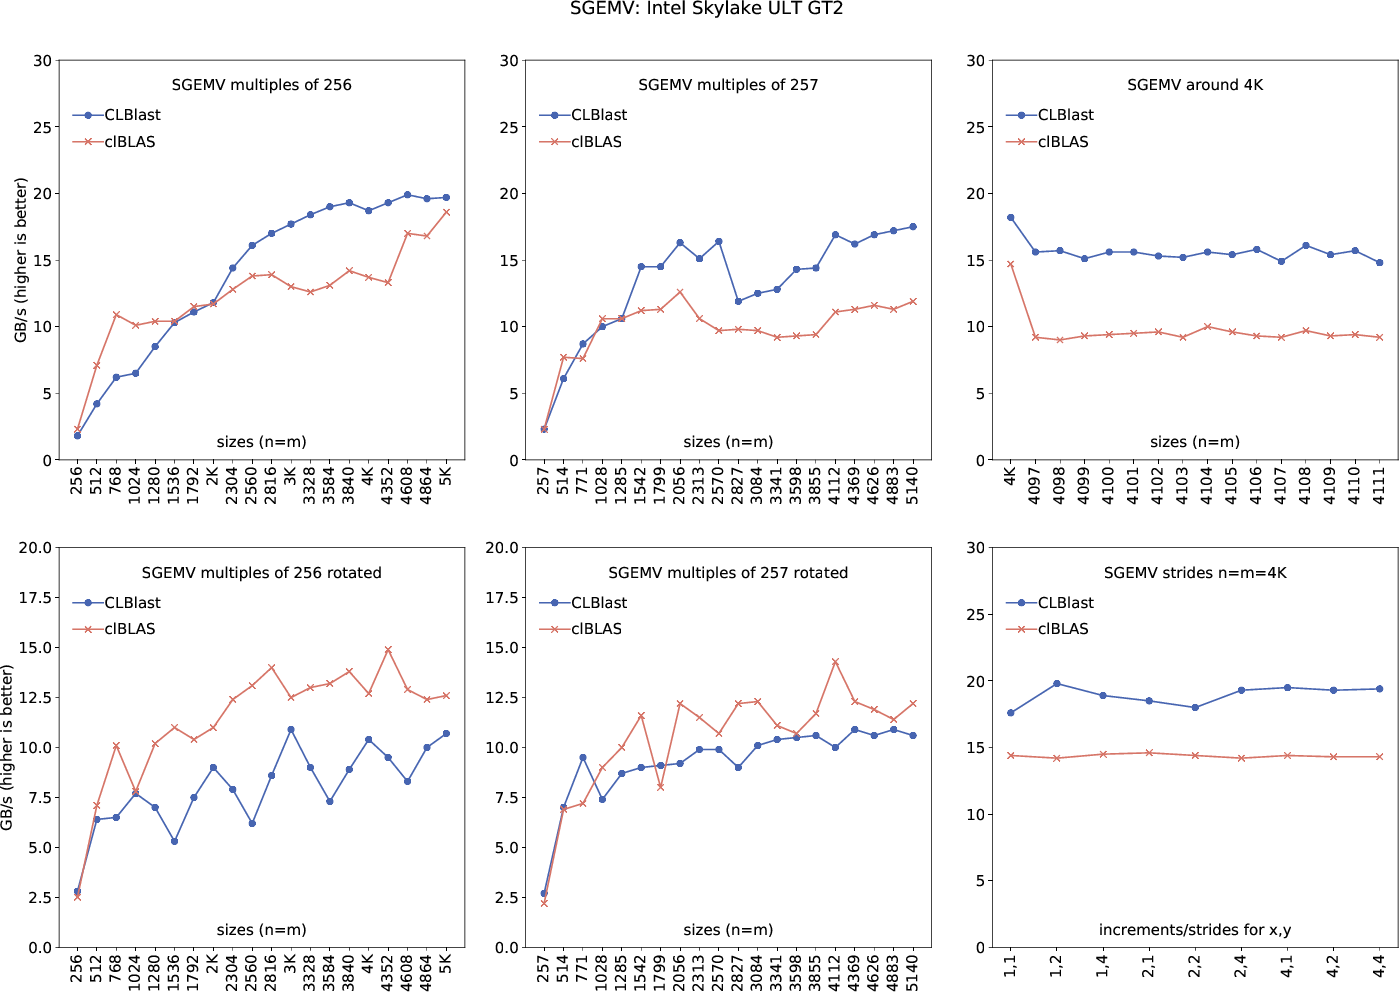 SGEMV: Intel Skylake ULT GT2
SGEMV multiples of 256
CLBlast
clBLAS
GB/s (higher is better)
30
25
20
15
10
5
0
sizes (n=m)
256 512 768 1024 1280 1536 1792 2K 2304 2560 2816 3K 3328 3584 3840 4K 4352 4608 4864 5K
SGEMV multiples of 257
CLBlast
clBLAS
30
25
20
15
10
5
0
sizes (n=m)
257 514 771 1028 1285 1542 1799 2056 2313 2570 2827 3084 3341 3598 3855 4112 4369 4626 4883 5140
SGEMV around 4K
CLBlast
clBLAS
30
25
20
15
10
5
0
sizes (n=m)
4K 4097 4098 4099 4100 4101 4102 4103 4104 4105 4106 4107 4108 4109 4110 4111
SGEMV multiples of 256 rotated
CLBlast
clBLAS
GB/s (higher is better)
20.0
17.5
15.0
12.5
10.0
7.5
5.0
2.5
0.0
sizes (n=m)
256 512 768 1024 1280 1536 1792 2K 2304 2560 2816 3K 3328 3584 3840 4K 4352 4608 4864 5K
SGEMV multiples of 257 rotated
CLBlast
clBLAS
20.0
17.5
15.0
12.5
10.0
7.5
5.0
2.5
0.0
sizes (n=m)
257 514 771 1028 1285 1542 1799 2056 2313 2570 2827 3084 3341 3598 3855 4112 4369 4626 4883 5140
SGEMV strides n=m=4K
CLBlast
clBLAS
30
25
20
15
10
5
0
increments/strides for x,y
1,1 1,2 1,4 2,1 2,2 2,4 4,1 4,2 4,4